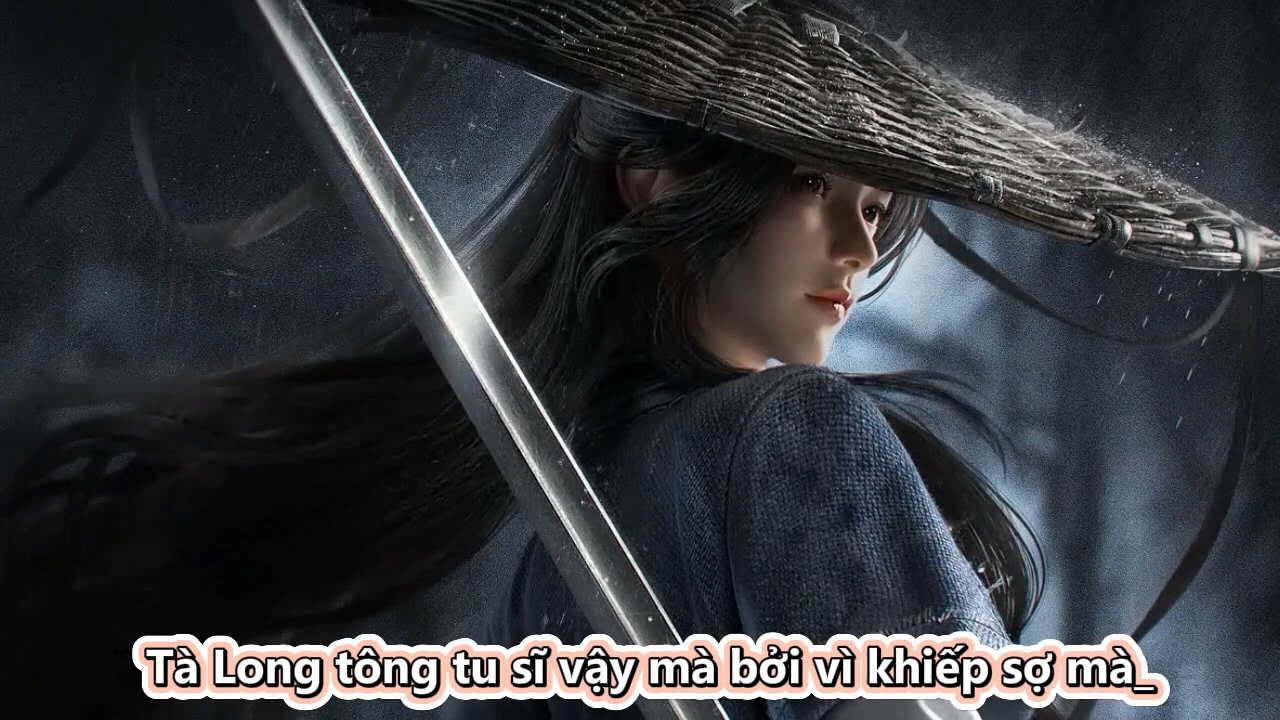 Tà Long tông tu sĩ vậy mà bởi vì khiếp sợ mà_